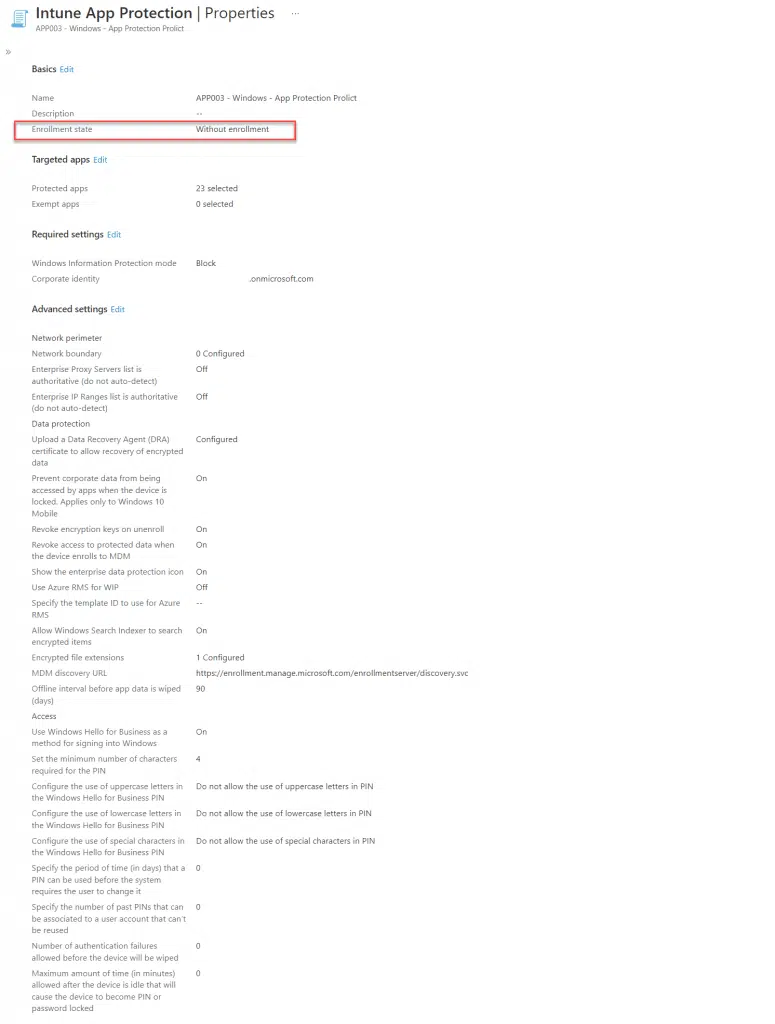 Intune App Protection | Properties ...
APP003 - Windows - App Protection Prolict
»
Basics Edit
Name APP003 - Windows - App Protection Prolict
Description --
Enrollment state Without enrollment
Targeted apps Edit
Protected apps 23 selected
Exempt apps 0 selected
Required settings Edit
Windows Information Protection mode Block
Corporate identity .onmicrosoft.com
Advanced settings Edit
Network perimeter
Network boundary 0 Configured
Enterprise Proxy Servers list is Off
authoritative (do not auto-detect)
Enterprise IP Ranges list is authoritative Off
(do not auto-detect)
Data protection
Upload a Data Recovery Agent (DRA) Configured
certificate to allow recovery of encrypted
data
Prevent corporate data from being On
accessed by apps when the device is
locked. Applies only to Windows 10
Mobile
Revoke encryption keys on unenroll On
Revoke access to protected data when On
the device enrolls to MDM
Show the enterprise data protection icon On
Use Azure RMS for WIP Off
Specify the template ID to use for Azure --
RMS
Allow Windows Search Indexer to search On
encrypted items
Encrypted file extensions 1 Configured
MDM discovery URL https://enrollment.manage.microsoft.com/enrollmentserver/discovery.svc
Offline interval before app data is wiped 90
(days)
Access
Use Windows Hello for Business as a On
method for signing into Windows
Set the minimum number of characters 4
required for the PIN
Configure the use of uppercase letters in Do not allow the use of uppercase letters in PIN
the Windows Hello for Business PIN
Configure the use of lowercase letters in Do not allow the use of lowercase letters in PIN
the Windows Hello for Business PIN
Configure the use of special characters in Do not allow the use of special characters in PIN
the Windows Hello for Business PIN
Specify the period of time (in days) that a 0
PIN can be used before the system
requires the user to change it
Specify the number of past PINs that can 0
be associated to a user account that can't
be reused
Number of authentication failures 0
allowed before the device will be wiped
Maximum amount of time (in minutes) 0
allowed after the device is idle that will
cause the device to become PIN or
password locked